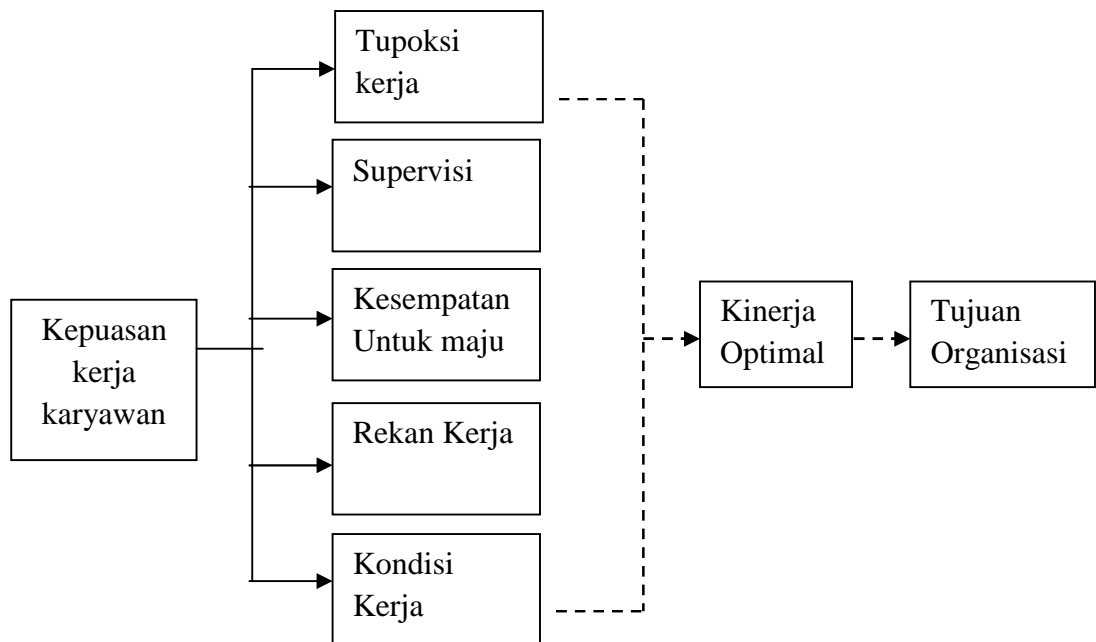 Tupoksi
kerja
Supervisi
Kesempatan
Untuk maju
Kepuasan
kerja
karyawan
Kinerja
Optimal
Tujuan
Organisasi
Rekan Kerja
Kondisi
Kerja